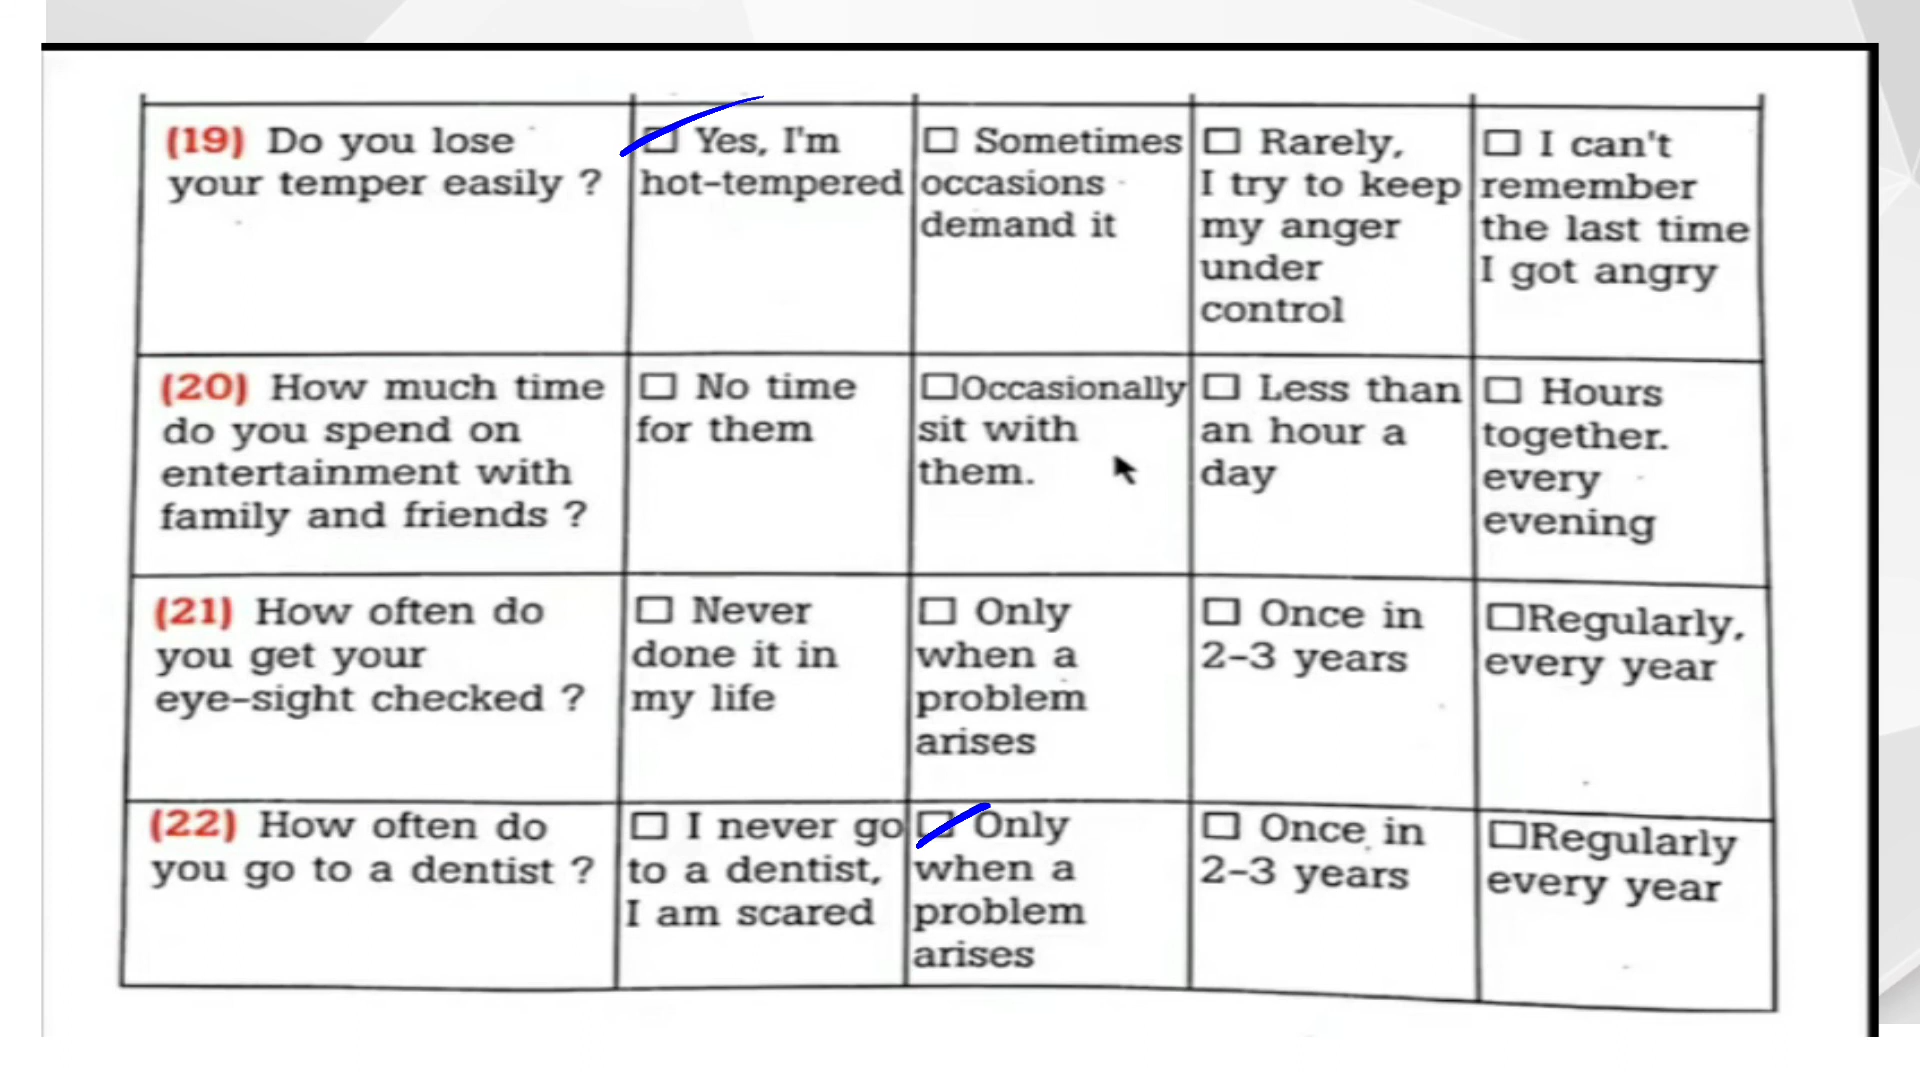 (19) Do you lose
your temper easily ?
☐ Yes, I'm
hot-tempered
☐ Sometimes
occasions
demand it
☐ Rarely,
I try to keep
my anger
under
control
☐ I can't
remember
the last time
I got angry
(20) How much time
do you spend on
entertainment with
family and friends ?
☐ No time
for them
☐Occasionally
sit with
them.
☐ Less than
an hour a
day
☐ Hours
together.
every
evening
(21) How often do
you get your
eye-sight checked ?
☐ Never
done it in
my life
☐ Only
when a
problem
arises
☐ Once in
2-3 years
☐Regularly,
every year
(22) How often do
you go to a dentist ?
☐ I never go
to a dentist,
I am scared
☐ Only
when a
problem
arises
☐ Once in
2-3 years
☐Regularly
every year